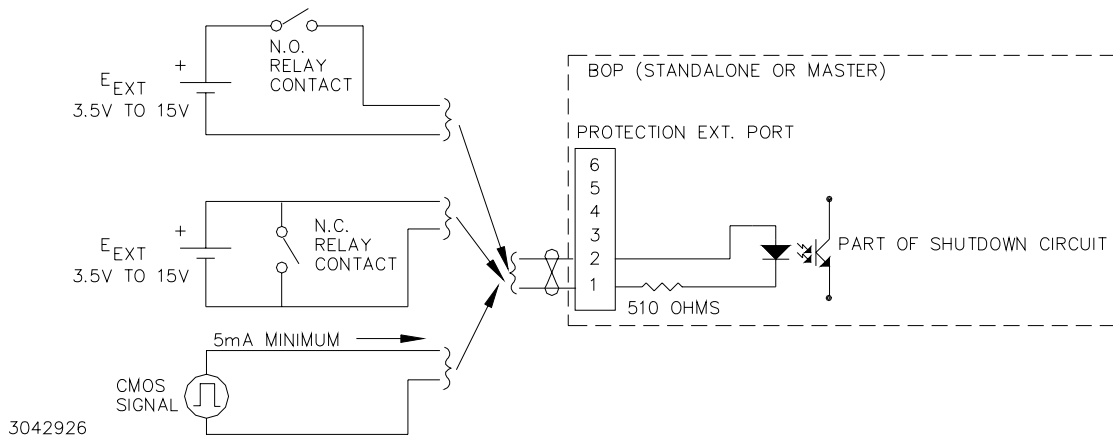 N.O.
RELAY
CONTACT
+
E EXT
3.5V TO 15V
N.C.
RELAY
CONTACT
+
E EXT
3.5V TO 15V
5mA MINIMUM
CMOS
SIGNAL
3042926
BOP (STANDALONE OR MASTER)
PROTECTION EXT. PORT
6
5
4
3
2
1
510 OHMS
PART OF SHUTDOWN CIRCUIT